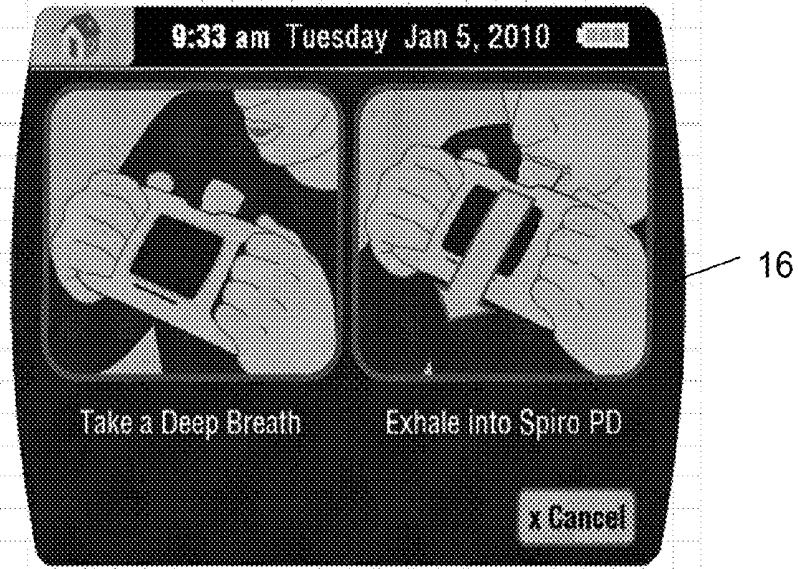 9:33 am Tuesday Jan 5, 2010
16
Take a Deep Breath
Exhale into Spiro PD
x Cancel